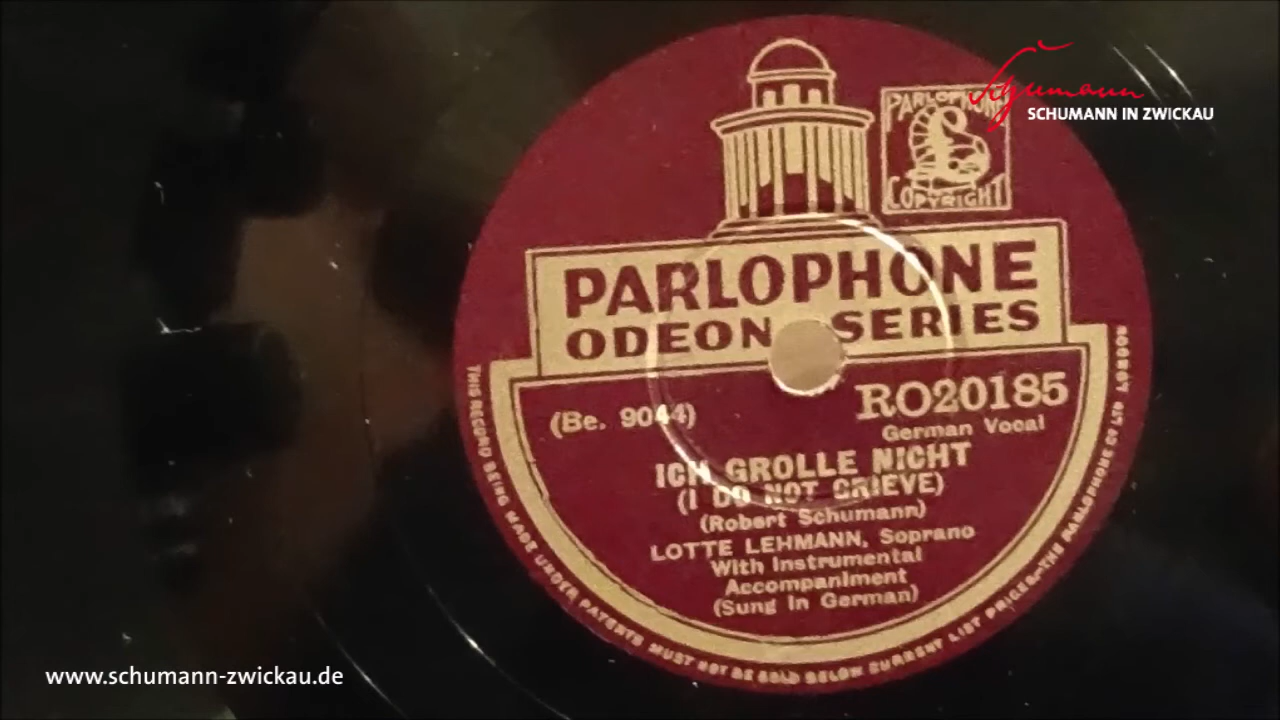 Schumann
SCHUMANN IN ZWICKAU
PARLOPHONE
£
COPYRIGHT
PARLOPHONE
ODEON SERIES
RO20185
(Be. 9044)
German Vocal
ICH GROLLE NICHT
(I DO NOT GRIEVE)
(Robert Schumann)
LOTTE LEHMANN, Soprano
With Instrumental
Accompaniment
(Sung in German)
THIS RECORD BEING MADE UNDER PATENTS MUST NOT BE SOLD BELOW CURRENT LIST PRICES—THE PARLOPHONE CO LTD
www.schumann-zwickau.de